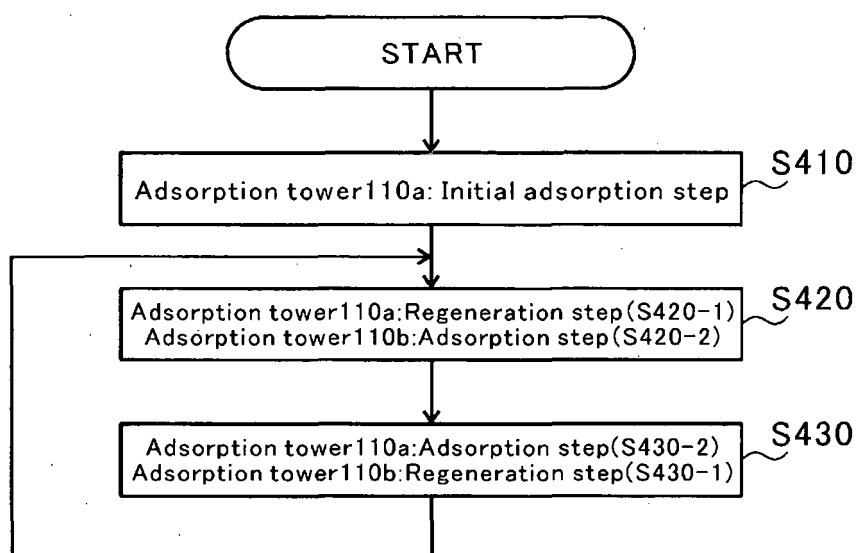 START
S410
Adsorption tower110a: Initial adsorption step
S420
Adsorption tower110a:Regeneration step(S420-1)
Adsorption tower110b:Adsorption step(S420-2)
S430
Adsorption tower110a:Adsorption step(S430-2)
Adsorption tower110b:Regeneration step(S430-1)